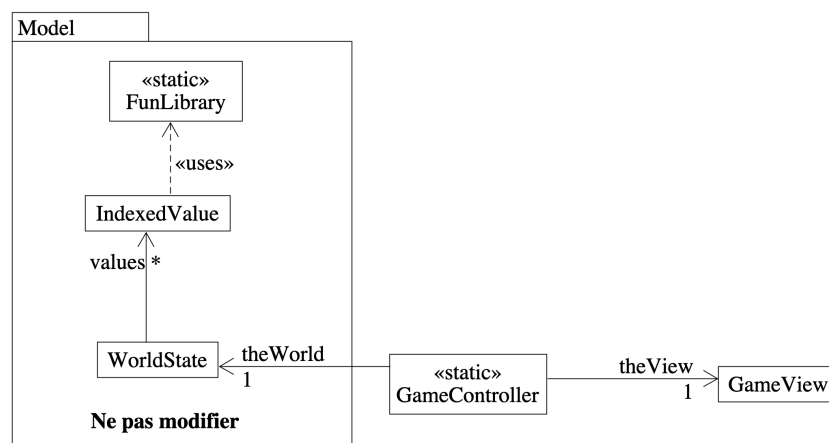 Model
«static»
FunLibrary
«uses»
IndexedValue
values *
WorldState
theWorld
1
«static»
GameController
theView
1
GameView
Ne pas modifier